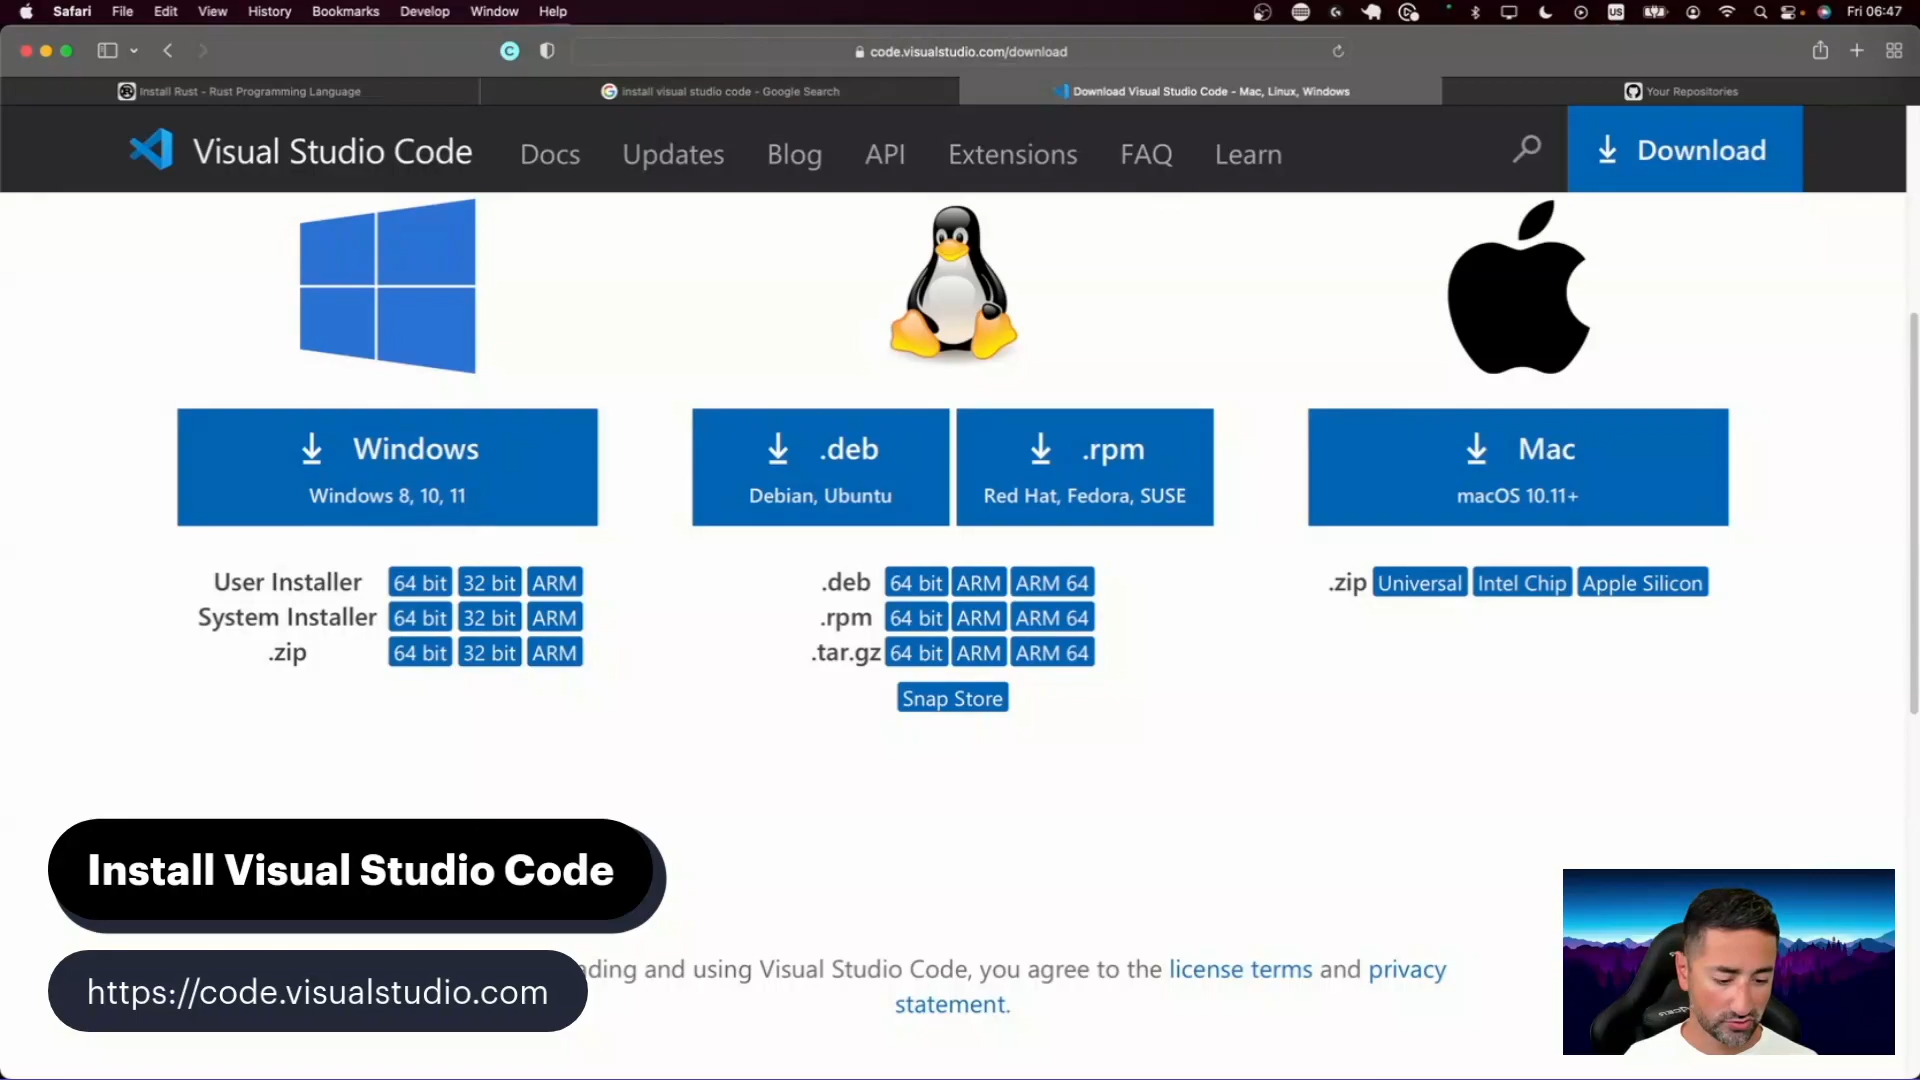 Safari File Edit View History Bookmarks Develop Window Help
US
Fri 06:47
code.visualstudio.com/download
Install Rust - Rust Programming Language
install visual studio code - Google Search
Download Visual Studio Code - Mac, Linux, Windows
Your Repositories
Visual Studio Code Docs Updates Blog API Extensions FAQ Learn
Download
Windows
Windows 8, 10, 11
.deb
Debian, Ubuntu
.rpm
Red Hat, Fedora, SUSE
Mac
macOS 10.11+
User Installer 64 bit 32 bit ARM
System Installer 64 bit 32 bit ARM
.zip 64 bit 32 bit ARM
.deb 64 bit ARM ARM 64
.rpm 64 bit ARM ARM 64
.tar.gz 64 bit ARM ARM 64
Snap Store
.zip Universal Intel Chip Apple Silicon
Install Visual Studio Code
https://code.visualstudio.com
and using Visual Studio Code, you agree to the license terms and privacy
statement.